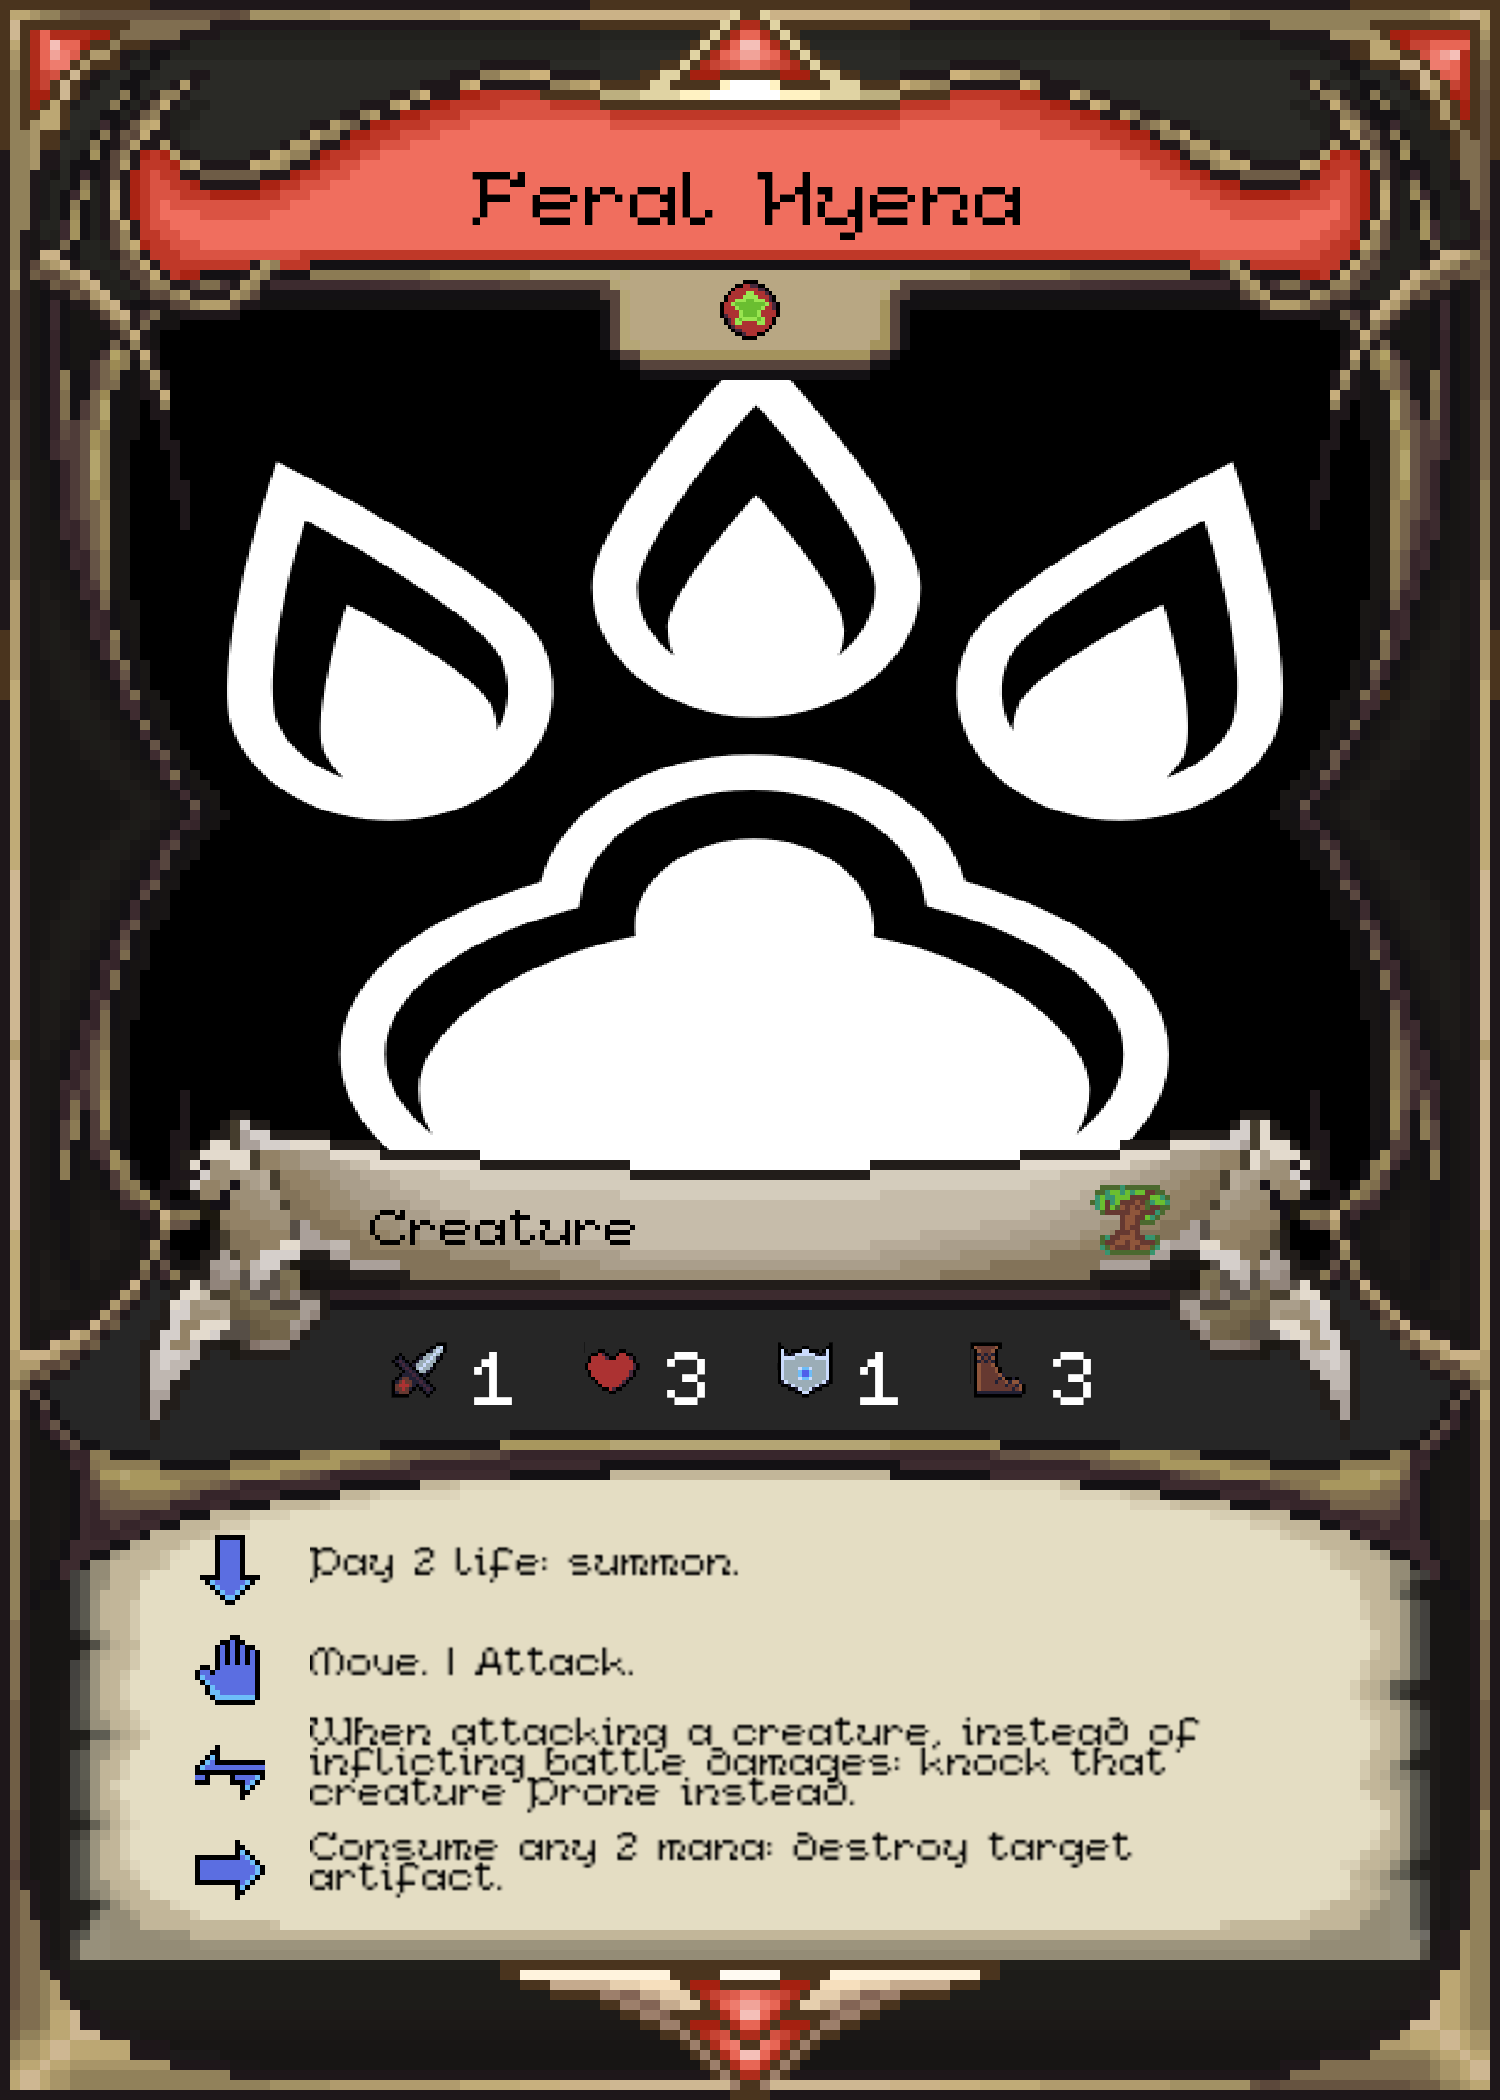 Feral Hyena
Creature
1 3 1 3
Pay 2 life: summon.
Move. | Attack.
When attacking a creature, instead of
inflicting battle damages: knock that
creature Prone instead.
Consume any 2 mana: destroy target
artifact.